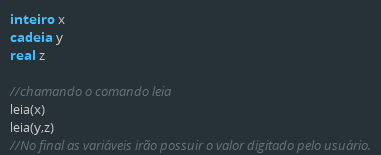 inteiro x
cadeia y
real z
//chamando o comando leia
leia(x)
leia(y,z)
//No final as variáveis irão possuir o valor digitado pelo usuário.